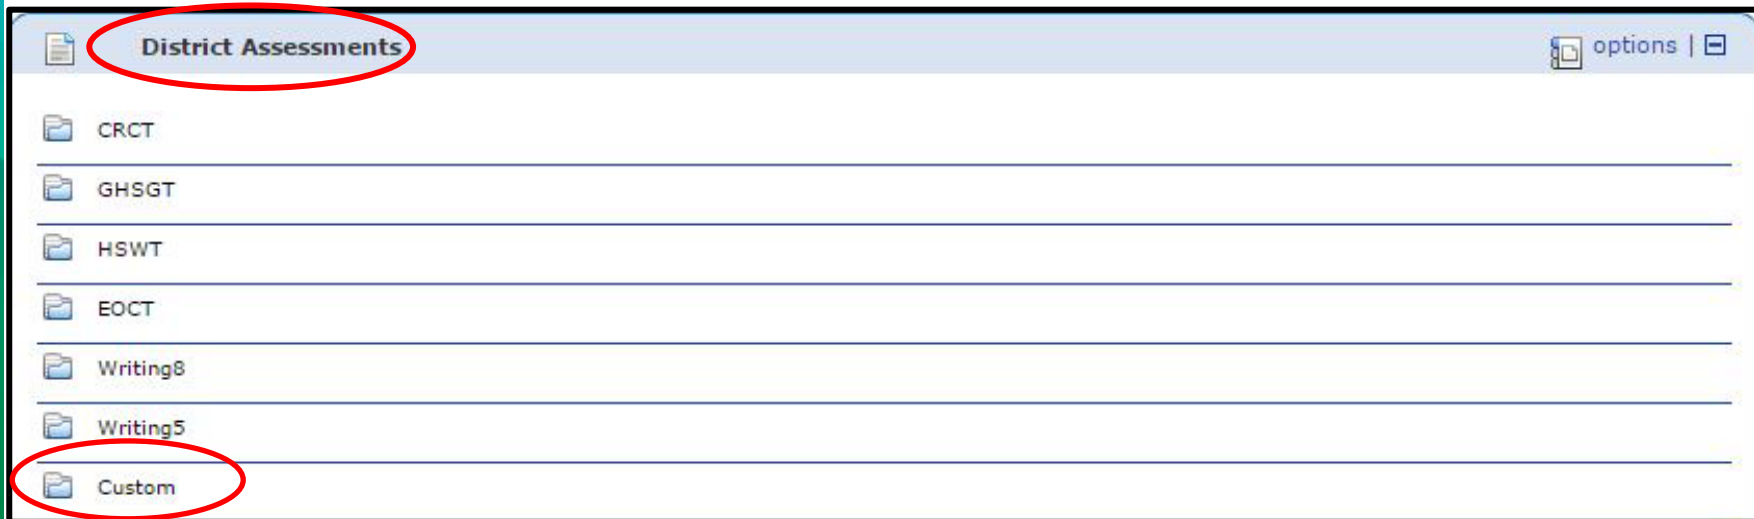 District Assessments
options |
CRCT
GHSGT
HSWT
EOCT
Writing8
Writing5
Custom